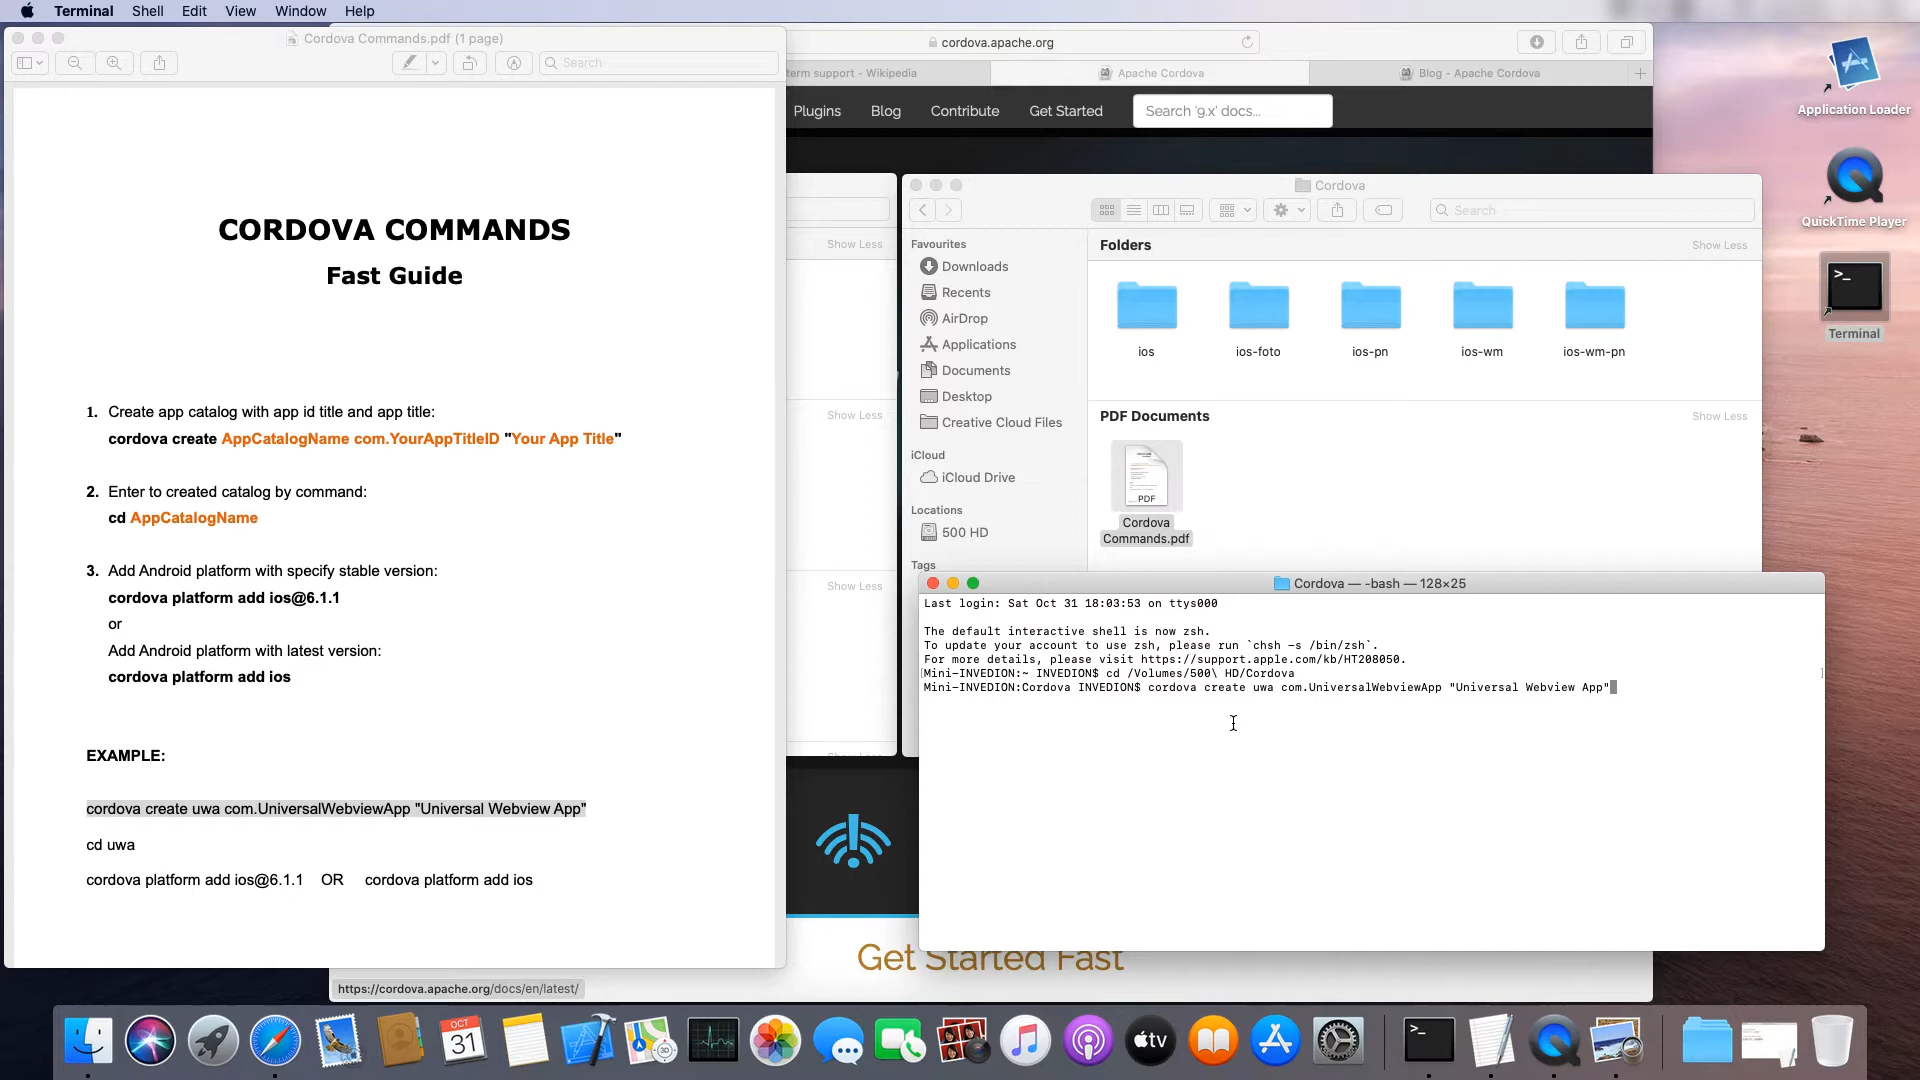 Terminal Shell Edit View Window Help
Cordova Commands.pdf (1 page)
Search
CORDOVA COMMANDS
Fast Guide
1. Create app catalog with app id title and app title:
cordova create AppCatalogName com.YourAppTitleID "Your App Title"
2. Enter to created catalog by command:
cd AppCatalogName
3. Add Android platform with specify stable version:
cordova platform add ios@6.1.1
or
Add Android platform with latest version:
cordova platform add ios
EXAMPLE:
cordova create uwa com.UniversalWebviewApp "Universal Webview App"
cd uwa
cordova platform add ios@6.1.1 OR cordova platform add ios
cordova.apache.org
term support - Wikipedia
Apache Cordova
Blog - Apache Cordova
Plugins Blog Contribute Get Started Search '9.x' docs...
Show Less
Show Less
Show Less
Cordova
Search
Favourites
Downloads
Recents
AirDrop
Applications
Documents
Desktop
Creative Cloud Files
iCloud
iCloud Drive
Locations
500 HD
Tags
Folders
Show Less
ios
ios-foto
ios-pn
ios-wm
ios-wm-pn
PDF Documents
Show Less
PDF
Cordova
Commands.pdf
Cordova — -bash — 128×25
Last login: Sat Oct 31 18:03:53 on ttys000
The default interactive shell is now zsh.
To update your account to use zsh, please run `chsh -s /bin/zsh`.
For more details, please visit https://support.apple.com/kb/HT208050.
[Mini-INVEDION:~ INVEDION$ cd /Volumes/500\ HD/Cordova ]
Mini-INVEDION:Cordova INVEDION$ cordova create uwa com.UniversalWebviewApp "Universal Webview App"
Get Started Fast
https://cordova.apache.org/docs/en/latest/
Application Loader
QuickTime Player
>_
Terminal
OCT
31
3D
tv
>_